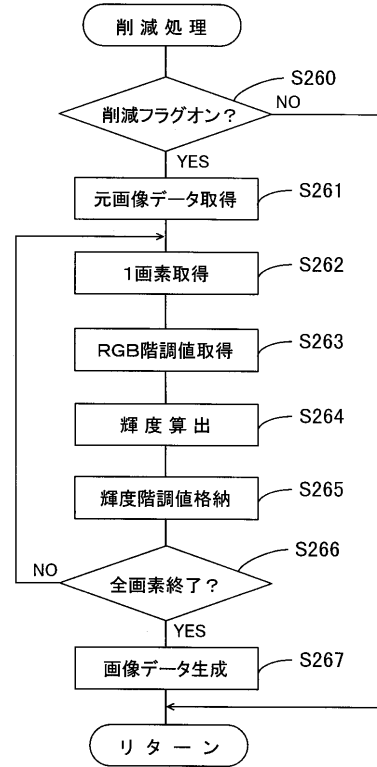 削減処理
S260
削減フラグオン?
NO
YES
元画像データ取得
S261
1画素取得
S262
RGB階調値取得
S263
輝度算出
S264
輝度階調値格納
S265
S266
NO
全画素終了?
YES
画像データ生成
S267
リターン